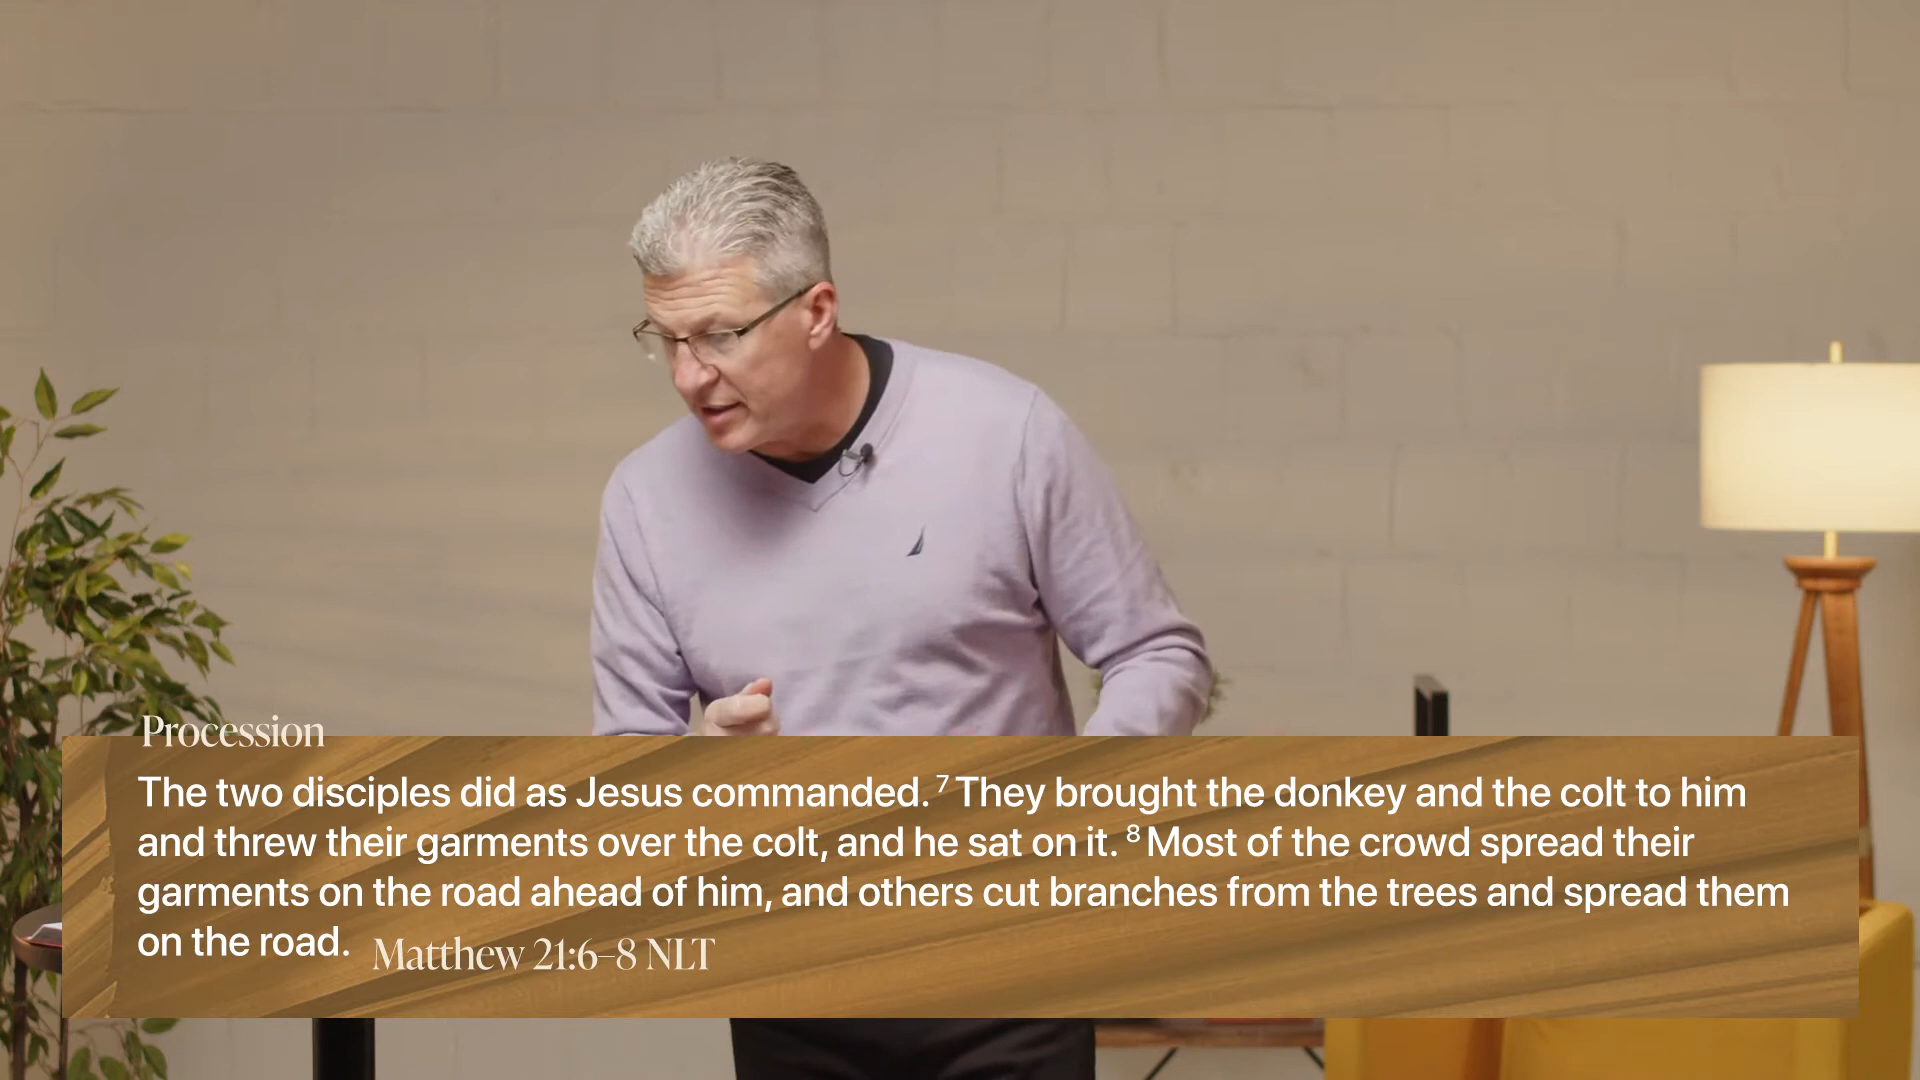 Procession
The two disciples did as Jesus commanded. ⁷ They brought the donkey and the colt to him
and threw their garments over the colt, and he sat on it. ⁸ Most of the crowd spread their
garments on the road ahead of him, and others cut branches from the trees and spread them
on the road. Matthew 21:6–8 NLT